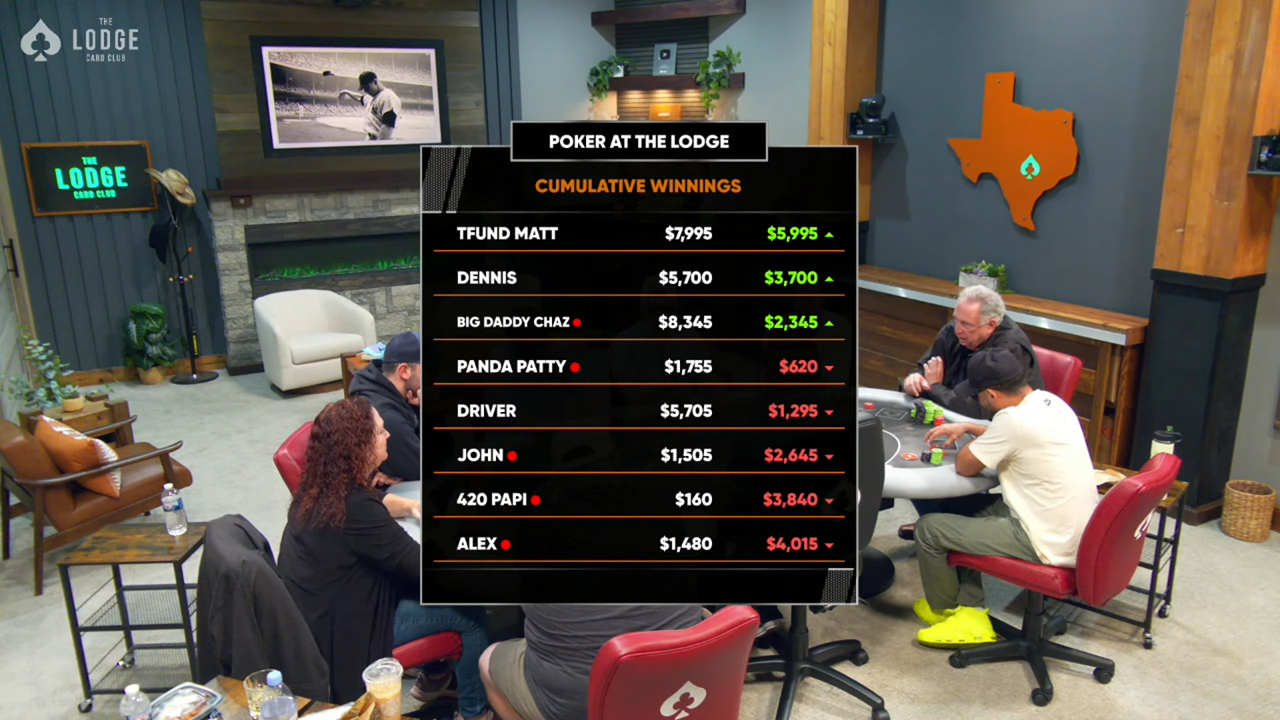 THE
LODGE
CARD CLUB
THE
LODGE
CARD CLUB
POKER AT THE LODGE
CUMULATIVE WINNINGS
TFUND MATT $7,995 $5,995
DENNIS $5,700 $3,700
BIG DADDY CHAZ $8,345 $2,345
PANDA PATTY $1,755 $620
DRIVER $5,705 $1,295
JOHN $1,505 $2,645
420 PAPI $160 $3,840
ALEX $1,480 $4,015